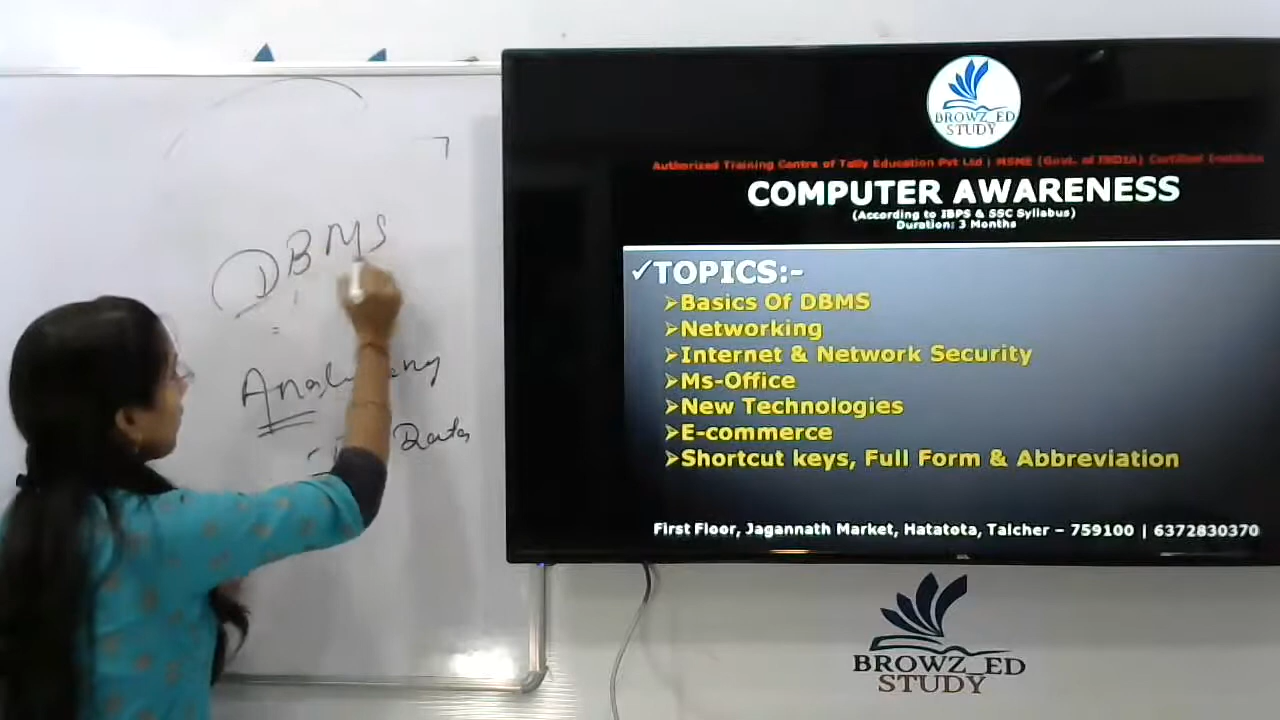 DBMS
Data
BROWZ_ED
STUDY
Authorized Training Centre of Tally Education Pvt Ltd | MSME (Govt. of INDIA) Certified Institute
COMPUTER AWARENESS
(According to IBPS & SSC Syllabus)
Duration: 3 Months
✓TOPICS:-
➢Basics Of DBMS
➢Networking
➢Internet & Network Security
➢Ms-Office
➢New Technologies
➢E-commerce
➢Shortcut keys, Full Form & Abbreviation
First Floor, Jagannath Market, Hatatota, Talcher – 759100 | 6372830370
BROWZ_ED
STUDY